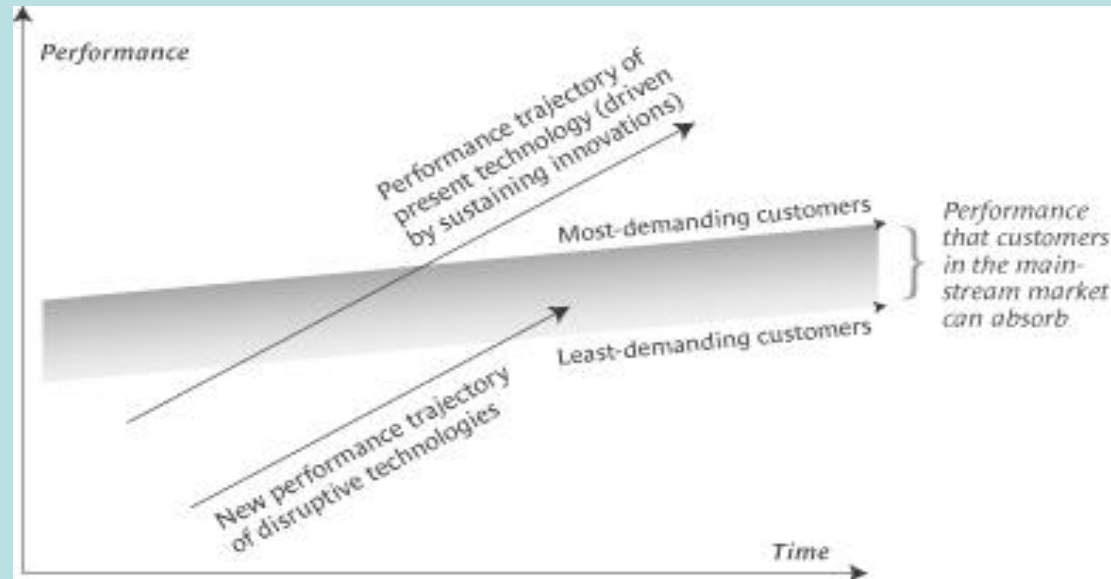 Performance
Performance trajectory of
present technology (driven
by sustaining innovations)
Most-demanding customers
Performance
that customers
in the main-
stream market
can absorb
Least-demanding customers
New performance trajectory
of disruptive technologies
Time